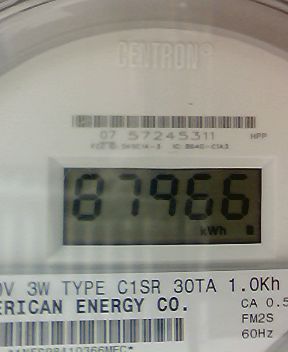 CENTRON®
07 57245311 HPP
87966
kWh
0V 3W TYPE C1SR 30TA 1.0Kh
ERICAN ENERGY CO.
CA 0.5
FM2S
60Hz